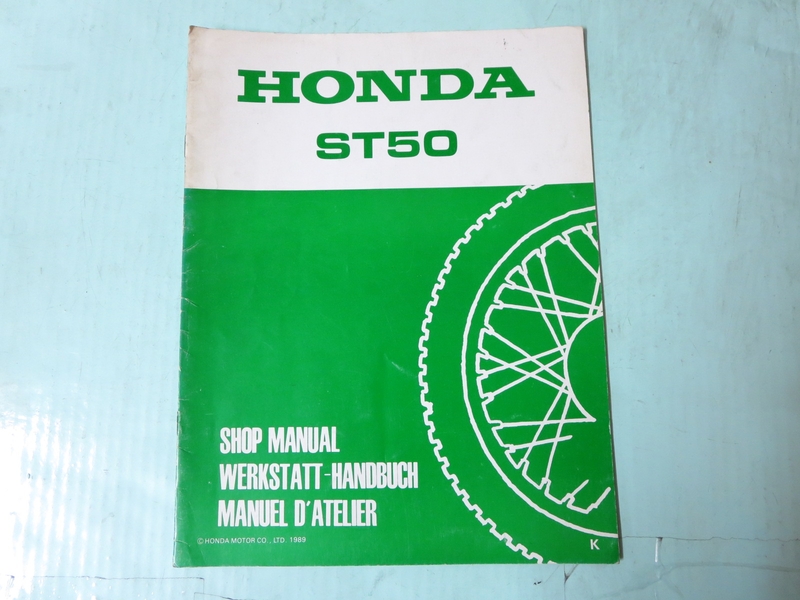 HONDA
ST50
SHOP MANUAL
WERKSTATT-HANDBUCH
MANUEL D'ATELIER
© HONDA MOTOR CO., LTD. 1989
K